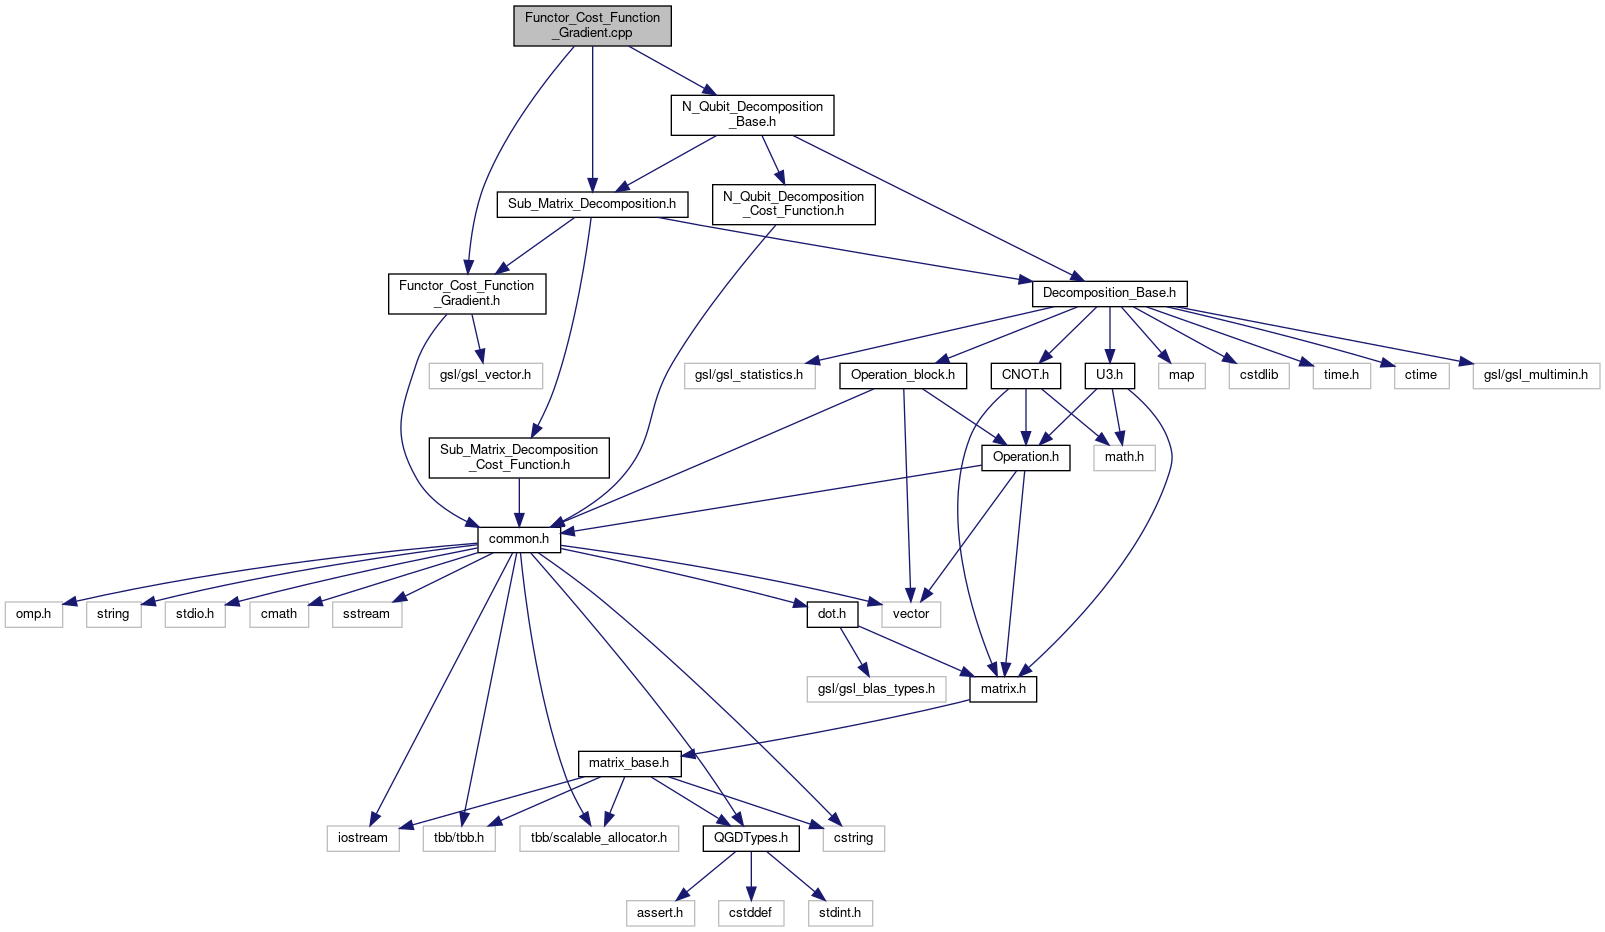 Functor_Cost_Function
_Gradient.cpp
N_Qubit_Decomposition
_Base.h
Sub_Matrix_Decomposition.h
N_Qubit_Decomposition
_Cost_Function.h
Functor_Cost_Function
_Gradient.h
Decomposition_Base.h
gsl/gsl_vector.h
gsl/gsl_statistics.h
Operation_block.h
CNOT.h
U3.h
map
cstdlib
time.h
ctime
gsl/gsl_multimin.h
Sub_Matrix_Decomposition
_Cost_Function.h
Operation.h
math.h
common.h
omp.h
string
stdio.h
cmath
sstream
dot.h
vector
gsl/gsl_blas_types.h
matrix.h
matrix_base.h
iostream
tbb/tbb.h
tbb/scalable_allocator.h
QGDTypes.h
cstring
assert.h
cstddef
stdint.h